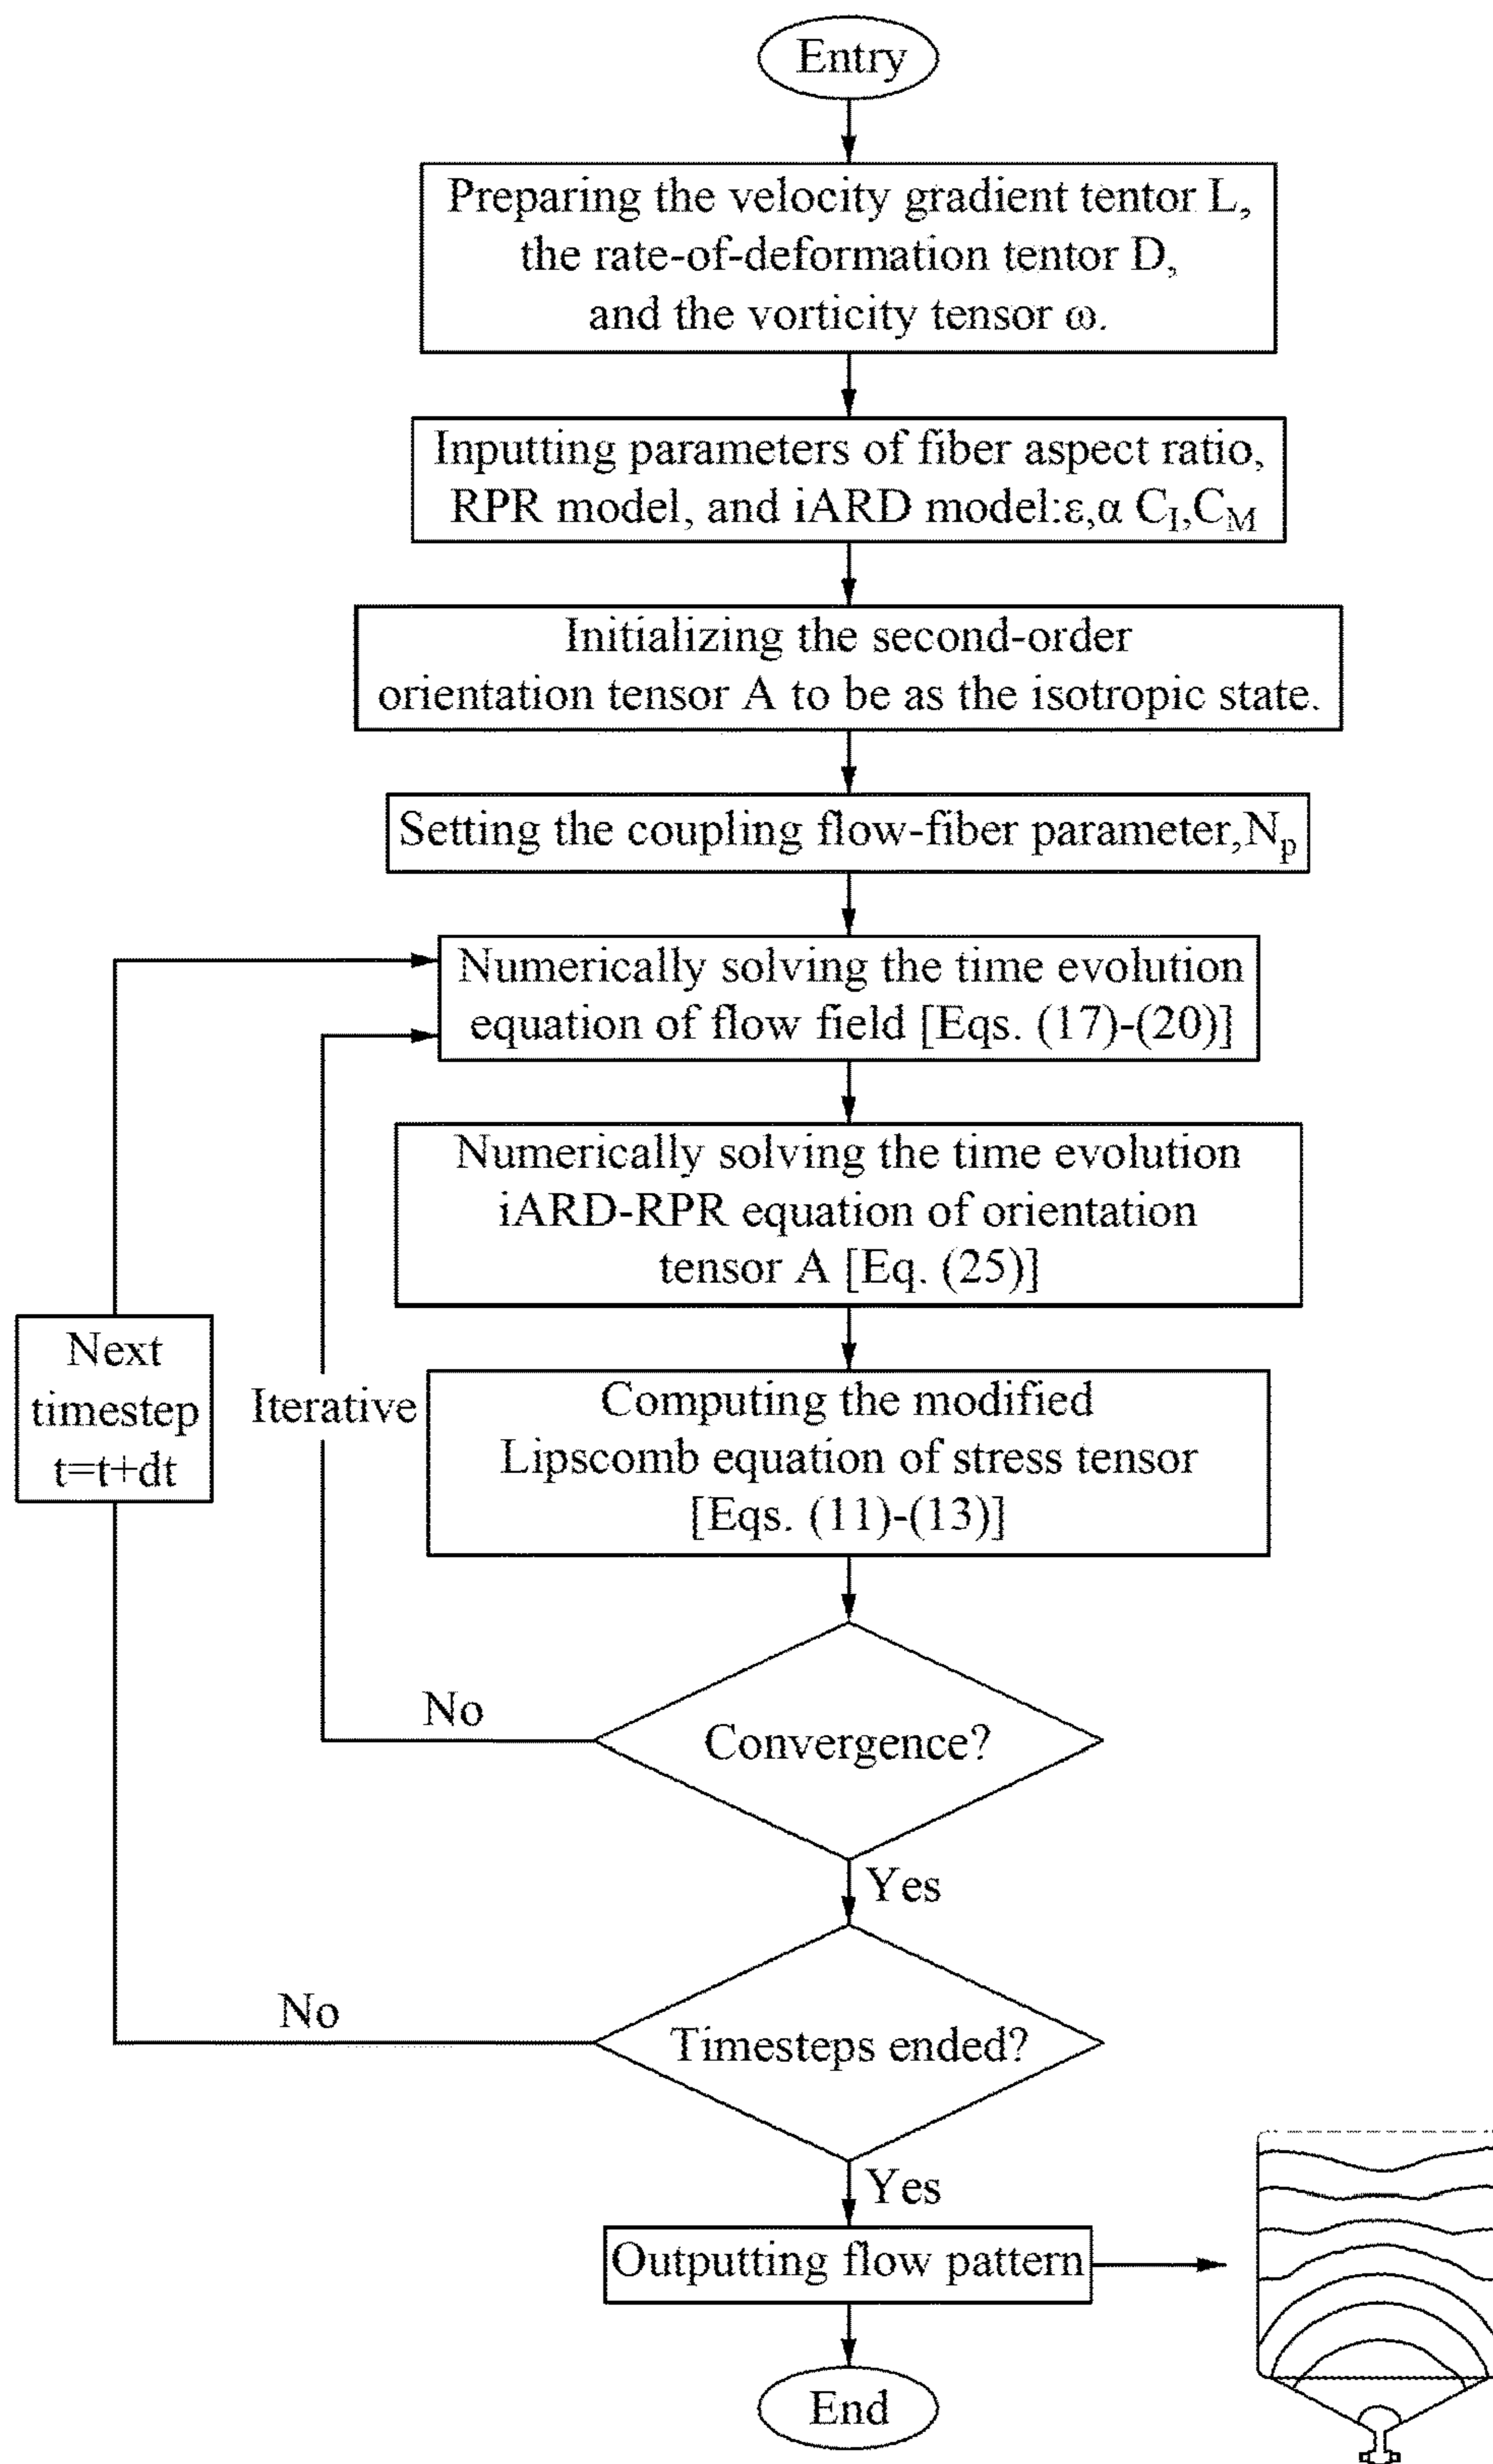 Entry
Preparing the velocity gradient tentor L,
the rate-of-deformation tentor D,
and the vorticity tensor ω.
Inputting parameters of fiber aspect ratio,
RPR model, and iARD model:ε,α C_I,C_M
Initializing the second-order
orientation tensor A to be as the isotropic state.
Setting the coupling flow-fiber parameter,N_p
Numerically solving the time evolution
equation of flow field [Eqs. (17)-(20)]
Numerically solving the time evolution
iARD-RPR equation of orientation
tensor A [Eq. (25)]
Next
timestep
t=t+dt
Iterative
Computing the modified
Lipscomb equation of stress tensor
[Eqs. (11)-(13)]
No
Convergence?
Yes
No
Timesteps ended?
Yes
Outputting flow pattern
End